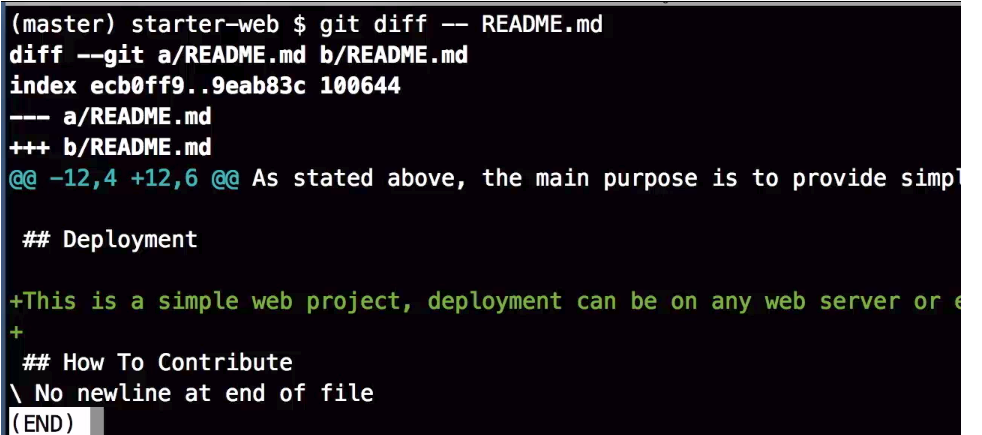 (master) starter-web $ git diff -- README.md
diff --git a/README.md b/README.md
index ecb0ff9..9eab83c 100644
--- a/README.md
+++ b/README.md
@@ -12,4 +12,6 @@ As stated above, the main purpose is to provide simpl
## Deployment
+This is a simple web project, deployment can be on any web server or e
+
## How To Contribute
\ No newline at end of file
(END)